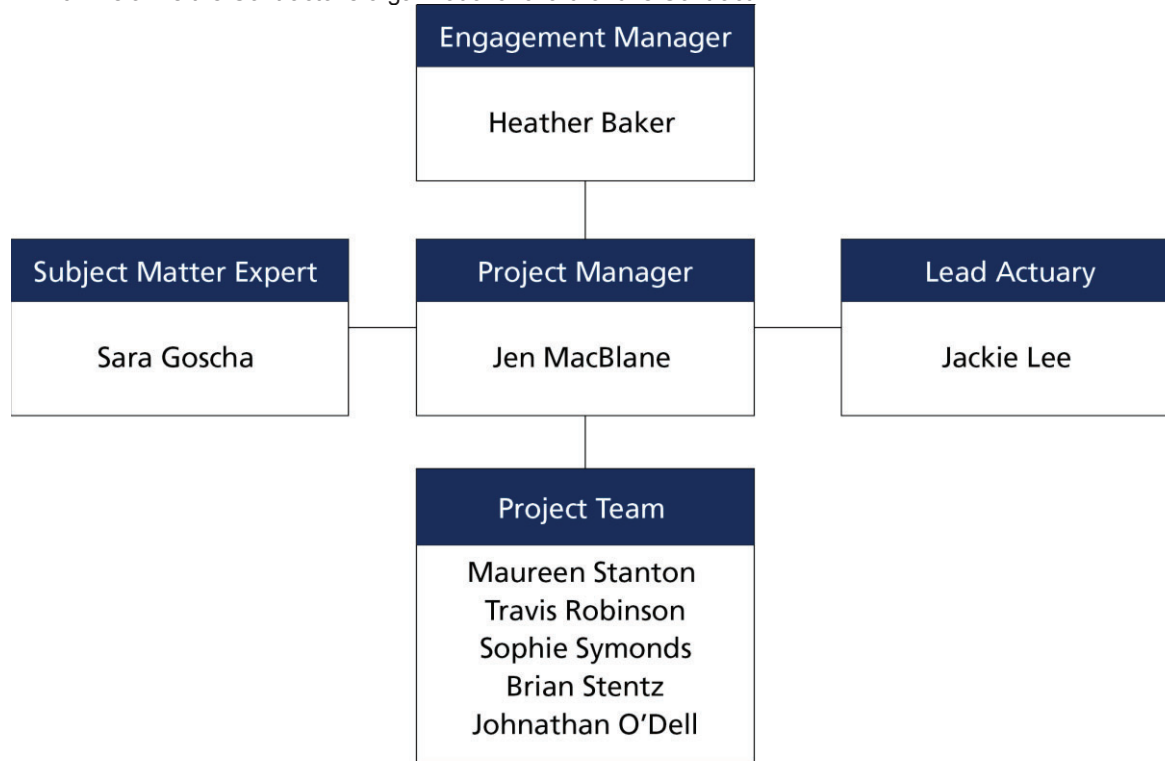 Engagement Manager
Heather Baker
Subject Matter Expert
Sara Goscha
Project Manager
Jen MacBlane
Lead Actuary
Jackie Lee
Project Team
Maureen Stanton
Travis Robinson
Sophie Symonds
Brian Stentz
Johnathan O’Dell